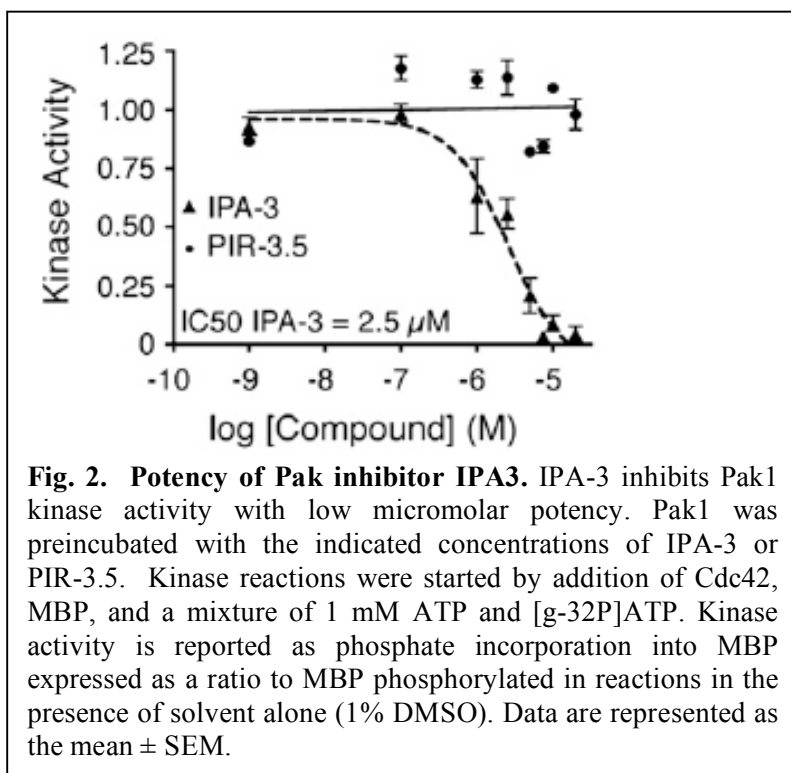 1.25
1.00
0.75
0.50
0.25
0
Kinase Activity
▲ IPA-3
• PIR-3.5
IC50 IPA-3 = 2.5 µM
-10 -9 -8 -7 -6 -5
log [Compound] (M)
Fig. 2. Potency of Pak inhibitor IPA3. IPA-3 inhibits Pak1
kinase activity with low micromolar potency. Pak1 was
preincubated with the indicated concentrations of IPA-3 or
PIR-3.5. Kinase reactions were started by addition of Cdc42,
MBP, and a mixture of 1 mM ATP and [g-32P]ATP. Kinase
activity is reported as phosphate incorporation into MBP
expressed as a ratio to MBP phosphorylated in reactions in the
presence of solvent alone (1% DMSO). Data are represented as
the mean ± SEM.